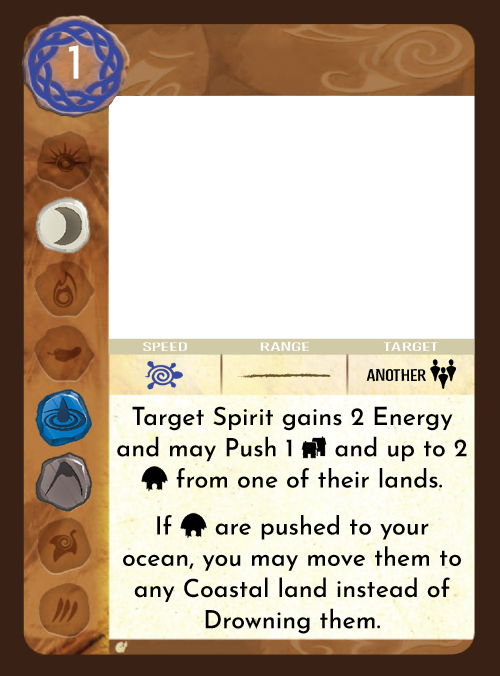 1
SPEED RANGE TARGET
ANOTHER
Target Spirit gains 2 Energy
and may Push 1 and up to 2
from one of their lands.
If are pushed to your
ocean, you may move them to
any Coastal land instead of
Drowning them.